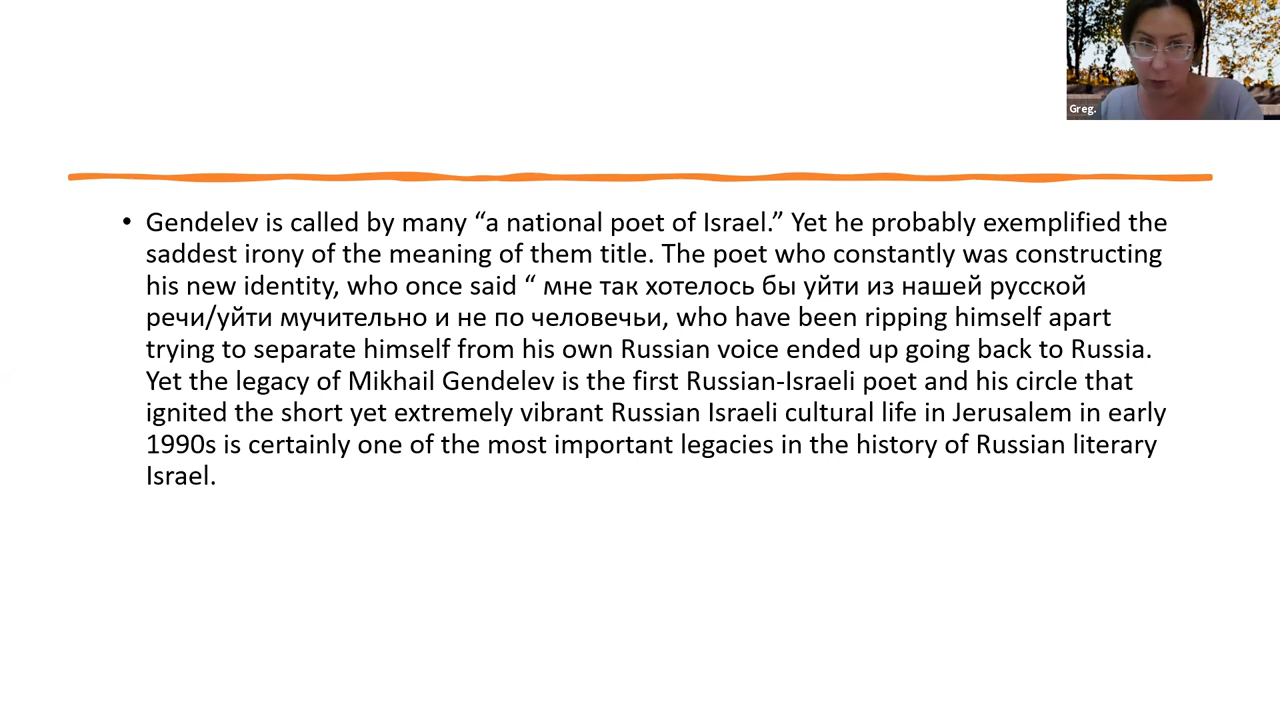 Greg.
• Gendelev is called by many “a national poet of Israel.” Yet he probably exemplified the
saddest irony of the meaning of them title. The poet who constantly was constructing
his new identity, who once said “ мне так хотелось бы уйти из нашей русской
речи/уйти мучительно и не по человечьи, who have been ripping himself apart
trying to separate himself from his own Russian voice ended up going back to Russia.
Yet the legacy of Mikhail Gendelev is the first Russian-Israeli poet and his circle that
ignited the short yet extremely vibrant Russian Israeli cultural life in Jerusalem in early
1990s is certainly one of the most important legacies in the history of Russian literary
Israel.